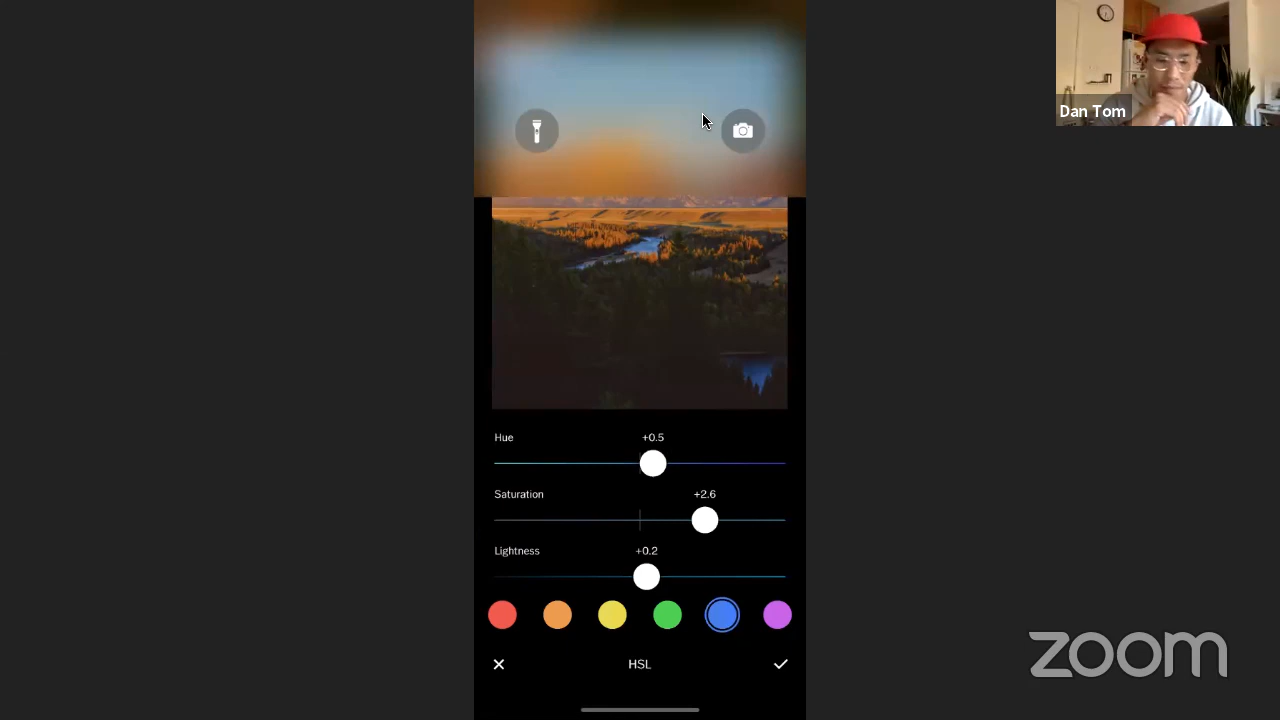 Dan Tom
Hue
+0.5
Saturation
+2.6
Lightness
+0.2
HSL
zoom